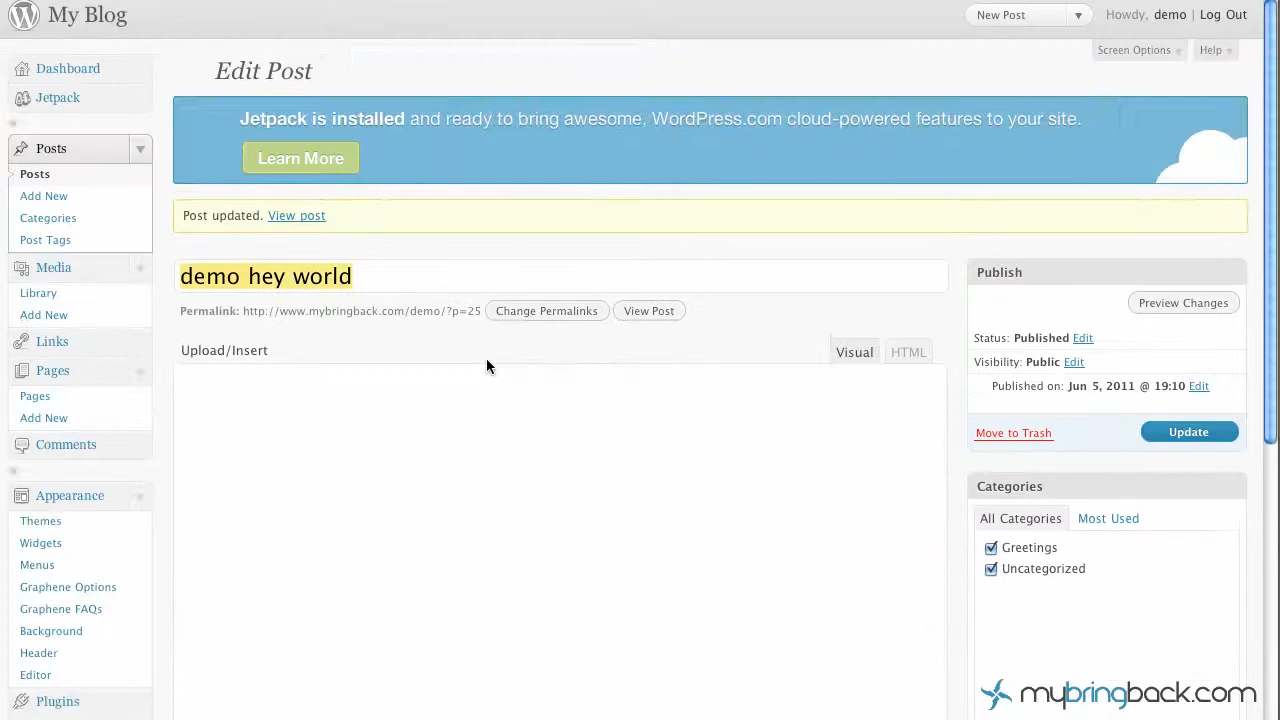 My Blog
New Post
Howdy, demo | Log Out
Screen Options
Help
Dashboard
Jetpack
Posts
Posts
Add New
Categories
Post Tags
Media
Library
Add New
Links
Pages
Pages
Add New
Comments
Appearance
Themes
Widgets
Menus
Graphene Options
Graphene FAQs
Background
Header
Editor
Plugins
Edit Post
Jetpack is installed and ready to bring awesome, WordPress.com cloud-powered features to your site.
Learn More
Post updated. View post
demo hey world
Permalink: http://www.mybringback.com/demo/?p=25 Change Permalinks View Post
Upload/Insert
Visual
HTML
Publish
Preview Changes
Status: Published Edit
Visibility: Public Edit
Published on: Jun 5, 2011 @ 19:10 Edit
Move to Trash
Update
Categories
All Categories
Most Used
Greetings
Uncategorized
mybringback.com